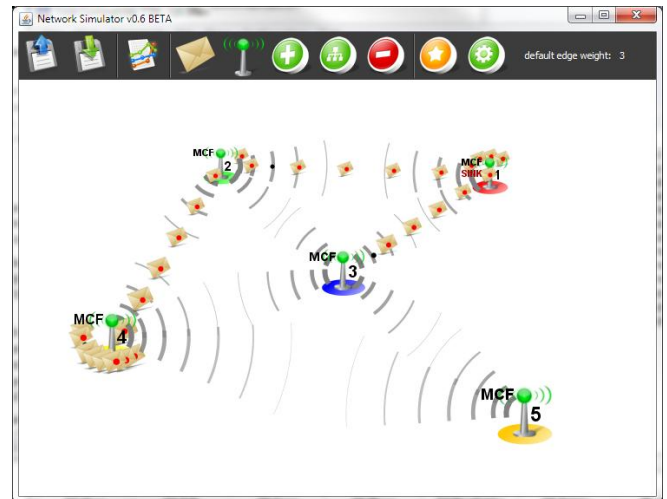 Network Simulator v0.6 BETA
default edge weight: 3
MCF
2
MCF
SINK
1
MCF
3
MCF
4
MCF
5